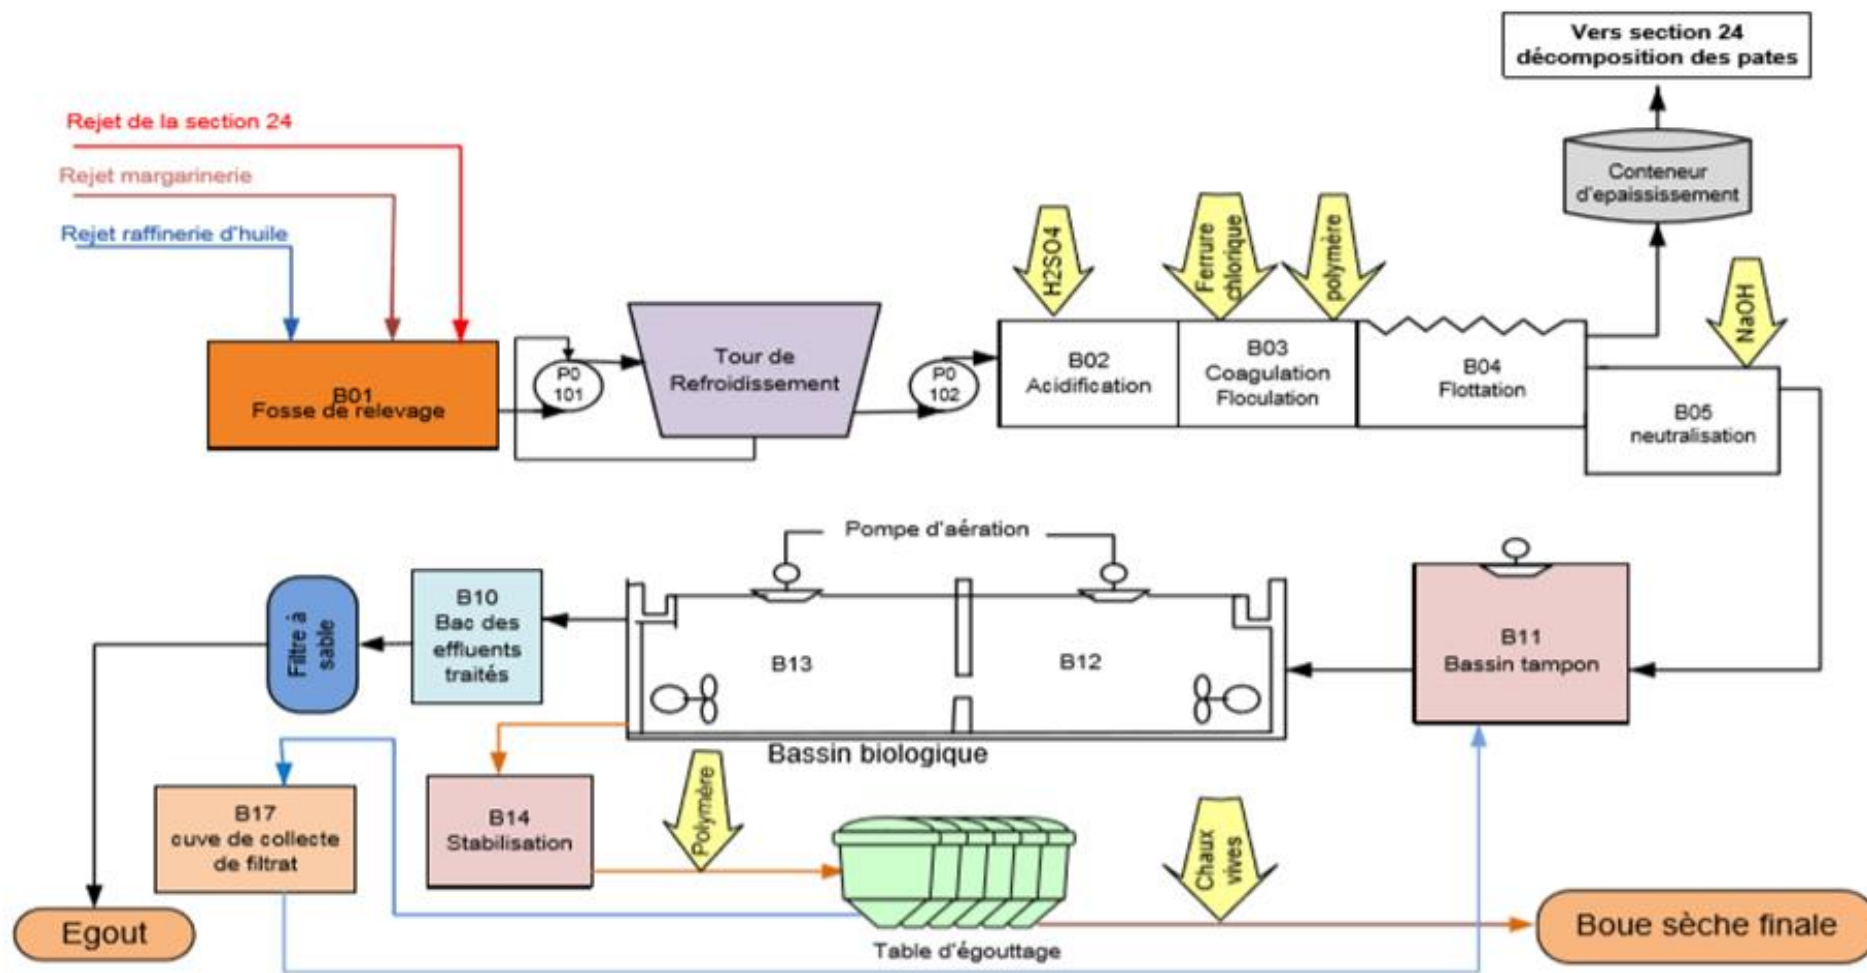 Vers section 24
décomposition des pates
Rejet de la section 24
Rejet margarinerie
Rejet raffinerie d'huile
Conteneur
d'epaississement
H2SO4
Ferrure
chlorique
polymère
NaOH
B01
Fosse de relevage
P0
101
Tour de
Refroidissement
P0
102
B02
Acidification
B03
Coagulation
Floculation
B04
Flottation
B05
neutralisation
Pompe d'aération
Filtre à
sable
B10
Bac des
effluents
traités
B13
B12
B11
Bassin tampon
Bassin biologique
B17
cuve de collecte
de filtrat
B14
Stabilisation
Polymère
Chaux
vives
Egout
Table d'égouttage
Boue sèche finale